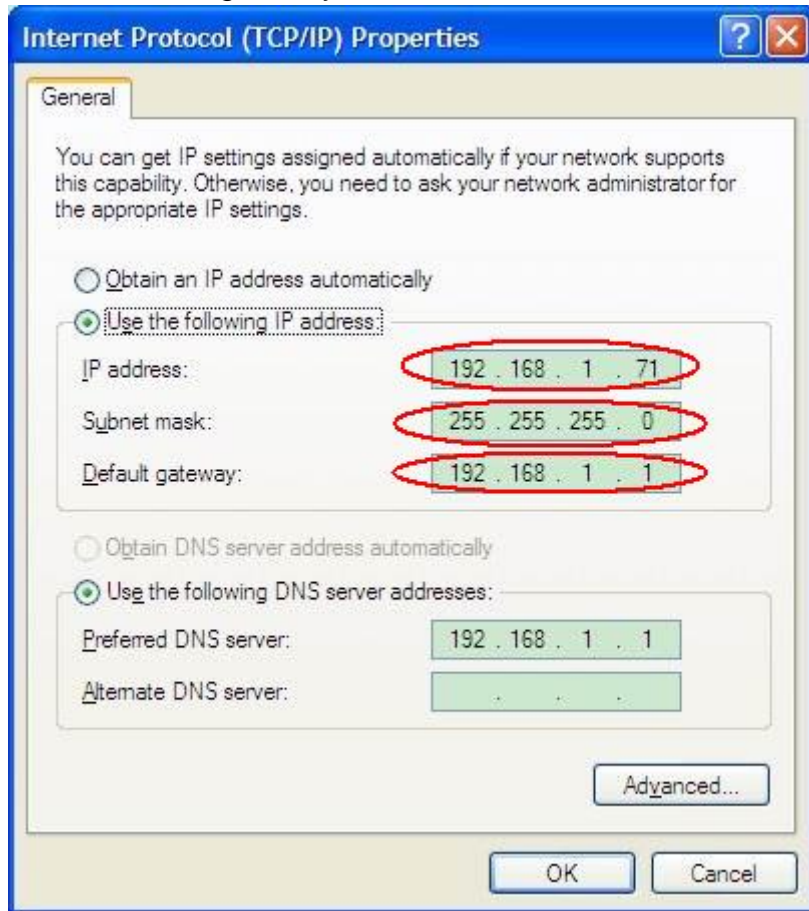 Internet Protocol (TCP/IP) Properties
General
You can get IP settings assigned automatically if your network supports
this capability. Otherwise, you need to ask your network administrator for
the appropriate IP settings.
Obtain an IP address automatically
Use the following IP address:
IP address: 192 . 168 . 1 . 71
Subnet mask: 255 . 255 . 255 . 0
Default gateway: 192 . 168 . 1 . 1
Obtain DNS server address automatically
Use the following DNS server addresses:
Preferred DNS server: 192 . 168 . 1 . 1
Alternate DNS server: . . .
Advanced...
OK Cancel